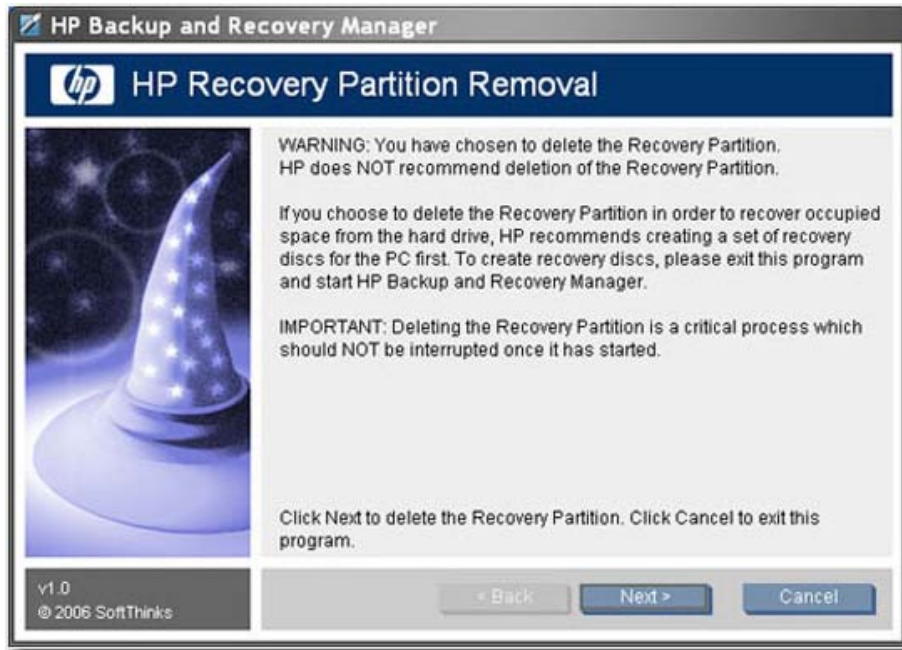 HP Backup and Recovery Manager
hp HP Recovery Partition Removal
WARNING: You have chosen to delete the Recovery Partition.
HP does NOT recommend deletion of the Recovery Partition.
If you choose to delete the Recovery Partition in order to recover occupied
space from the hard drive, HP recommends creating a set of recovery
discs for the PC first. To create recovery discs, please exit this program
and start HP Backup and Recovery Manager.
IMPORTANT: Deleting the Recovery Partition is a critical process which
should NOT be interrupted once it has started.
Click Next to delete the Recovery Partition. Click Cancel to exit this
program.
v1.0
© 2006 SoftThinks
< Back Next > Cancel